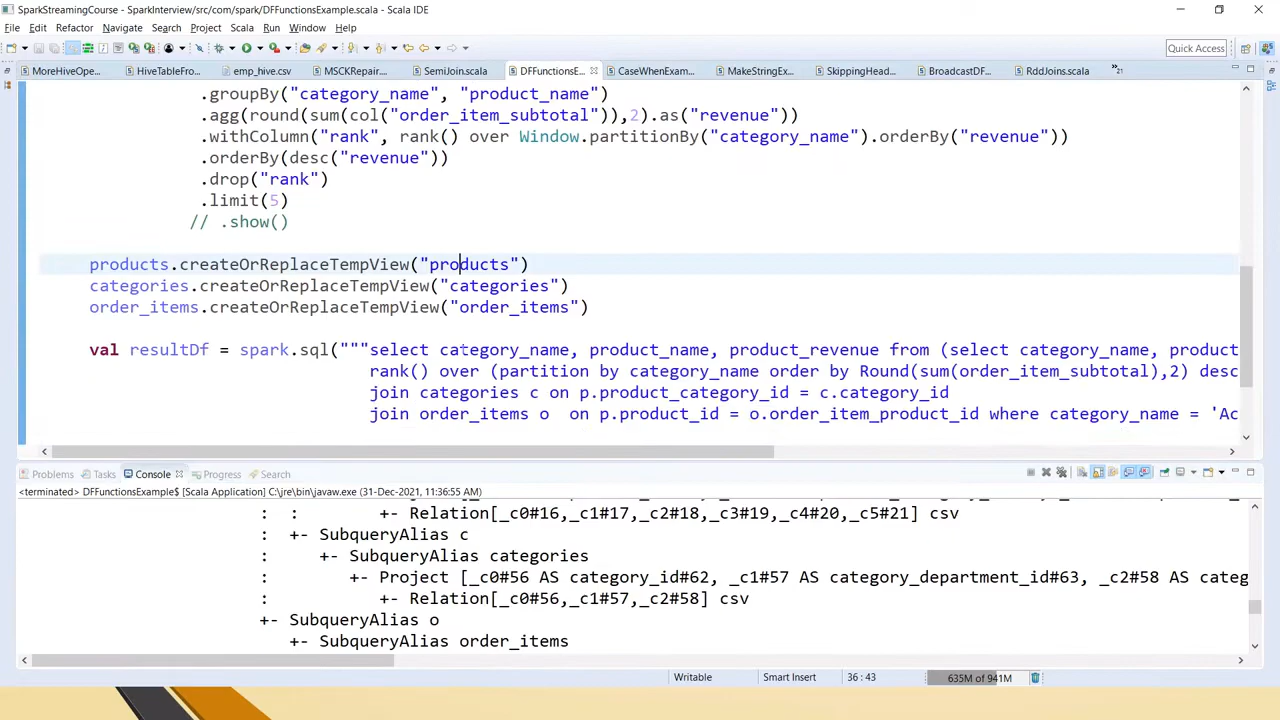 SparkStreamingCourse - SparkInterview/src/com/spark/DFFunctionsExample.scala - Scala IDE
File Edit Refactor Navigate Search Project Scala Run Window Help
Quick Access
MoreHiveOpe... HiveTableFro... emp_hive.csv MSCKRepair... SemiJoin.scala DFFunctionsE... CaseWhenExam... MakeStringEx... SkippingHead... BroadcastDF... RddJoins.scala »21
.groupBy("category_name", "product_name")
.agg(round(sum(col("order_item_subtotal")),2).as("revenue"))
.withColumn("rank", rank() over Window.partitionBy("category_name").orderBy("revenue"))
.orderBy(desc("revenue"))
.drop("rank")
.limit(5)
// .show()
products.createOrReplaceTempView("products")
categories.createOrReplaceTempView("categories")
order_items.createOrReplaceTempView("order_items")
val resultDf = spark.sql("""select category_name, product_name, product_revenue from (select category_name, product
rank() over (partition by category_name order by Round(sum(order_item_subtotal),2) desc
join categories c on p.product_category_id = c.category_id
join order_items o  on p.product_id = o.order_item_product_id where category_name = 'Ac
Problems Tasks Console Progress Search
<terminated> DFFunctionsExample$ [Scala Application] C:\jre\bin\javaw.exe (31-Dec-2021, 11:36:55 AM)
: : +- Relation[_c0#16,_c1#17,_c2#18,_c3#19,_c4#20,_c5#21] csv
: +- SubqueryAlias c
: +- SubqueryAlias categories
: +- Project [_c0#56 AS category_id#62, _c1#57 AS category_department_id#63, _c2#58 AS categ
: +- Relation[_c0#56,_c1#57,_c2#58] csv
+- SubqueryAlias o
+- SubqueryAlias order_items
Writable Smart Insert 36 : 43 635M of 941M